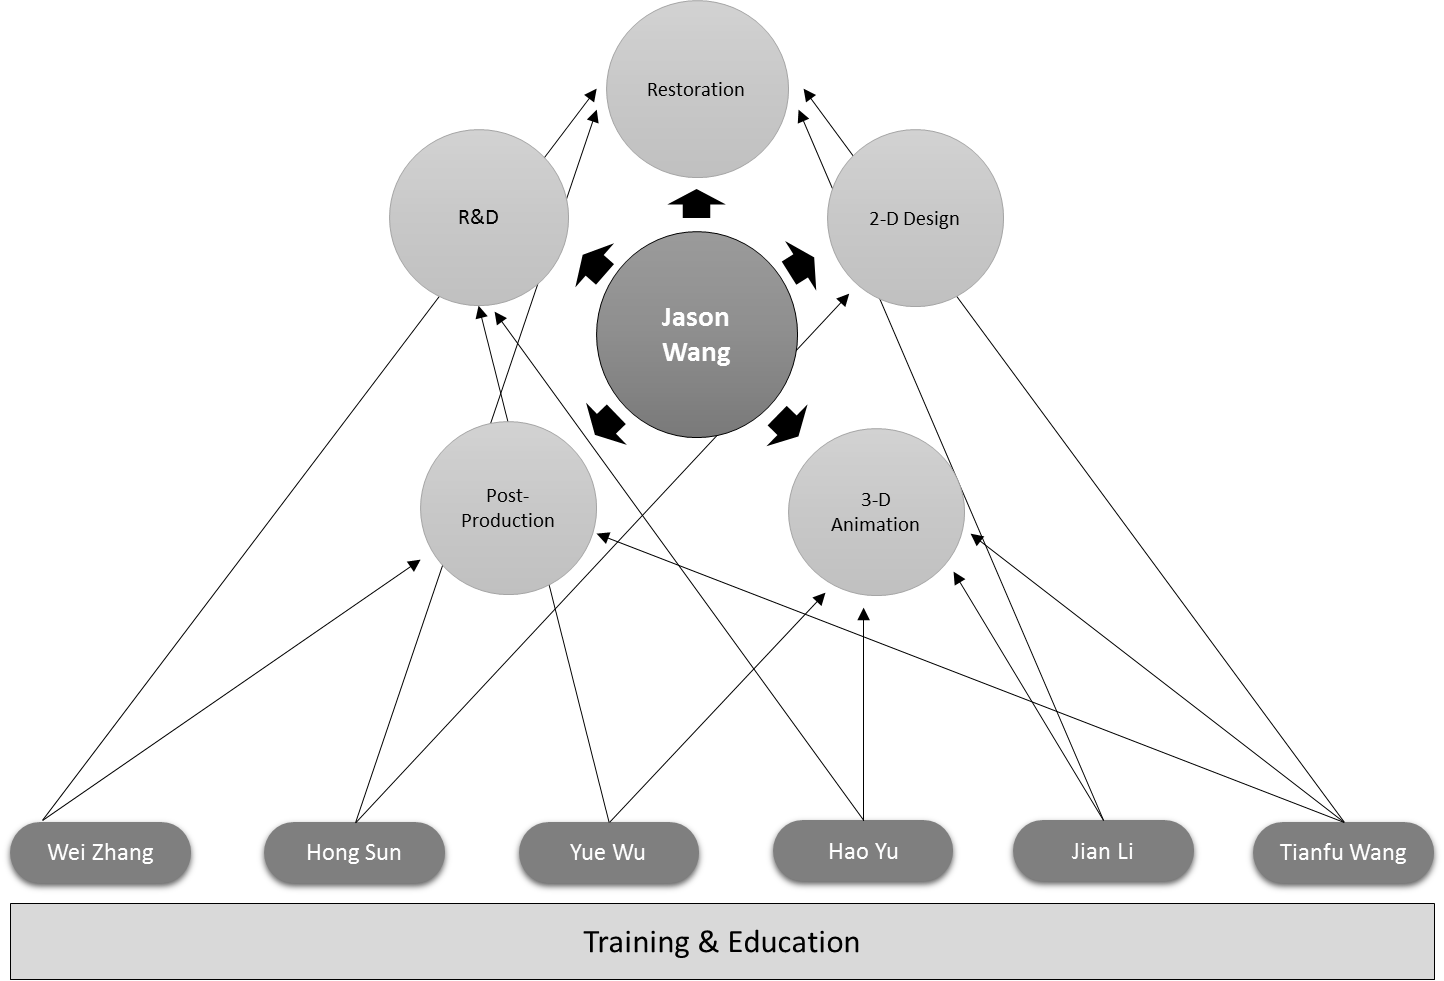 Restoration
R&D
2-D Design
Jason
Wang
Post-
Production
3-D
Animation
Wei Zhang
Hong Sun
Yue Wu
Hao Yu
Jian Li
Tianfu Wang
Training & Education